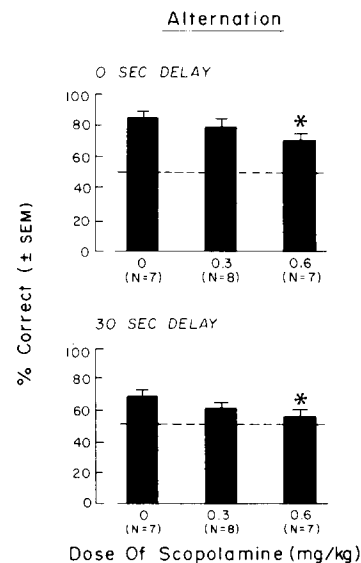 Alternation
0 SEC DELAY
% Correct (± SEM)
100
80
60
40
20
0
*
0 0.3 0.6
(N=7) (N=8) (N=7)
30 SEC DELAY
100
80
60
40
20
0
*
0 0.3 0.6
(N=7) (N=8) (N=7)
Dose Of Scopolamine (mg/kg)